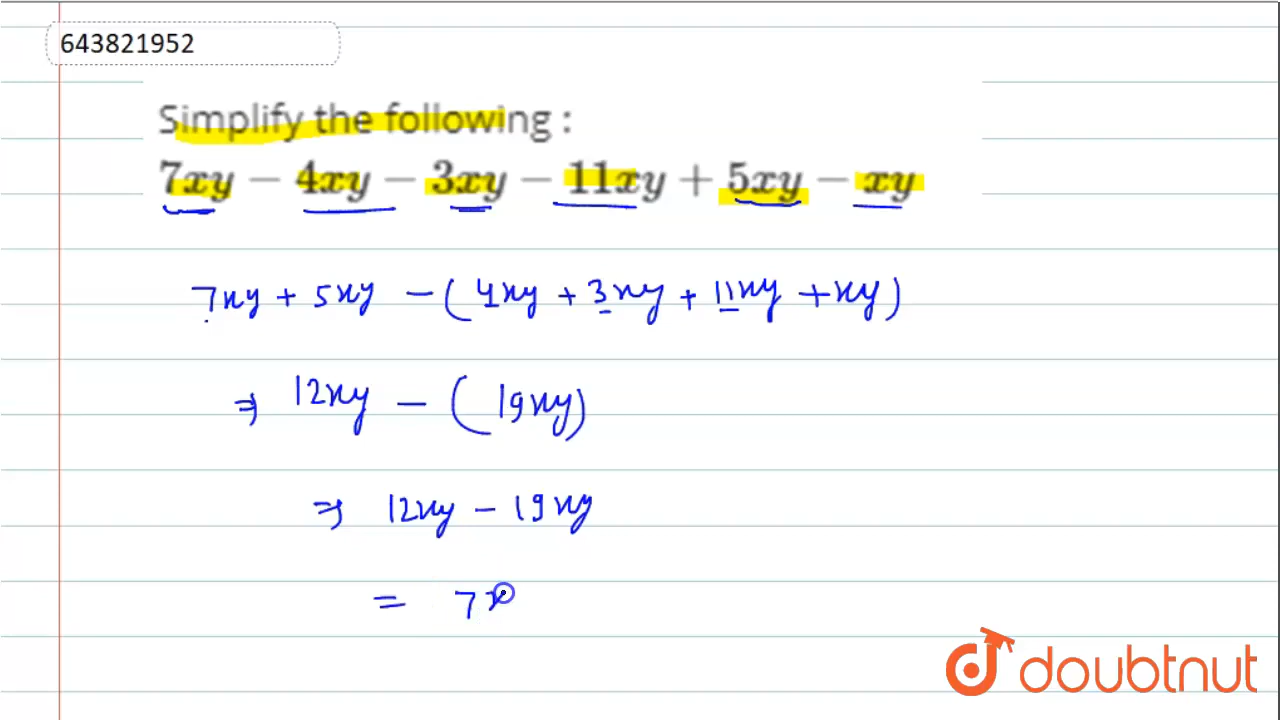 643821952
Simplify the following :
7xy − 4xy − 3xy − 11xy + 5xy − xy
7xy + 5xy − (4xy + 3xy + 11xy + xy)
⇒ 12xy − (19xy)
⇒ 12xy − 19xy
= 7x
doubtnut